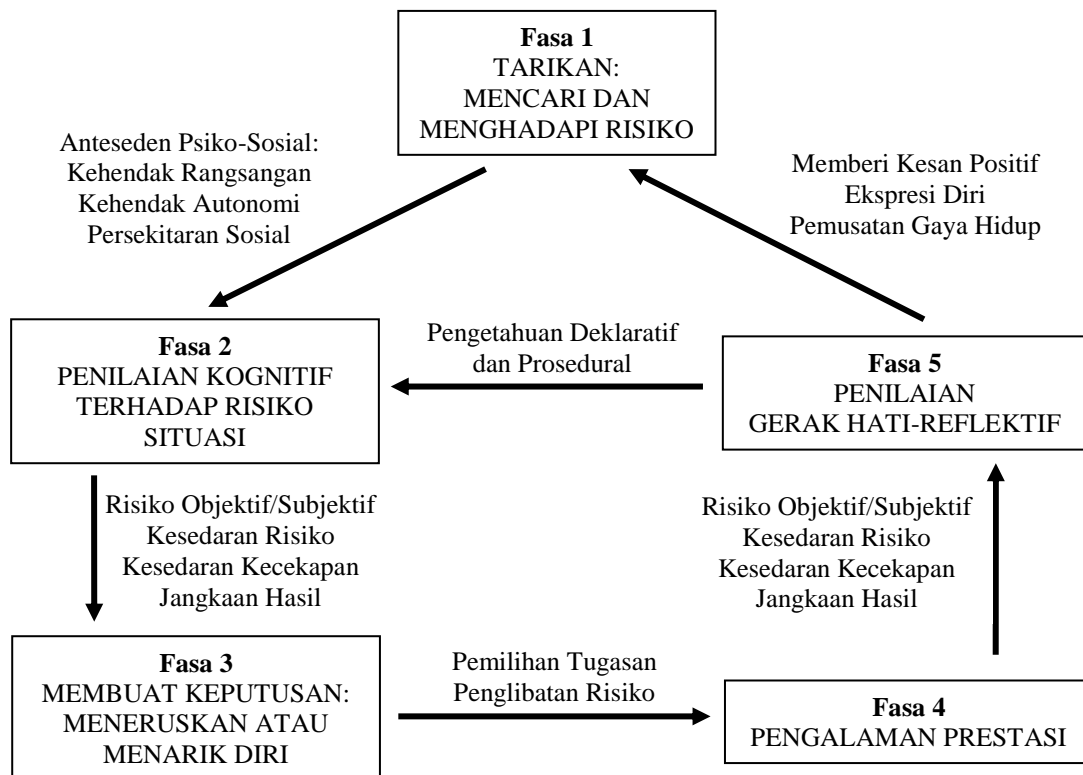 Fasa 1
TARIKAN:
MENCARI DAN
MENGHADAPI RISIKO
Anteseden Psiko-Sosial:
Kehendak Rangsangan
Kehendak Autonomi
Persekitaran Sosial
Memberi Kesan Positif
Ekspresi Diri
Pemusatan Gaya Hidup
Fasa 2
PENILAIAN KOGNITIF
TERHADAP RISIKO
SITUASI
Pengetahuan Deklaratif
dan Prosedural
Fasa 5
PENILAIAN
GERAK HATI-REFLEKTIF
Risiko Objektif/Subjektif
Kesedaran Risiko
Kesedaran Kecekapan
Jangkaan Hasil
Risiko Objektif/Subjektif
Kesedaran Risiko
Kesedaran Kecekapan
Jangkaan Hasil
Fasa 3
MEMBUAT KEPUTUSAN:
MENERUSKAN ATAU
MENARIK DIRI
Pemilihan Tugasan
Penglibatan Risiko
Fasa 4
PENGALAMAN PRESTASI